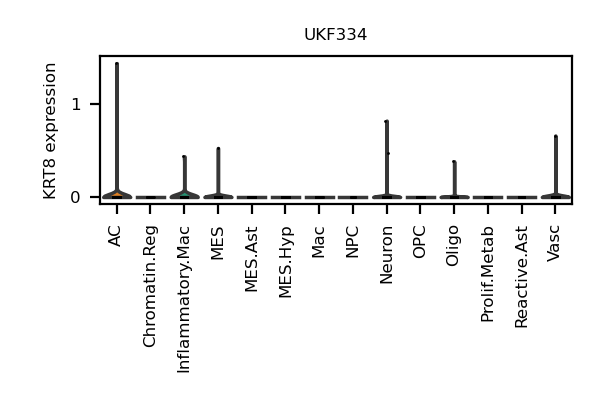 UKF334
KRT8 expression
1
0
AC
Chromatin.Reg
Inflammatory.Mac
MES
MES.Ast
MES.Hyp
Mac
NPC
Neuron
OPC
Oligo
Prolif.Metab
Reactive.Ast
Vasc